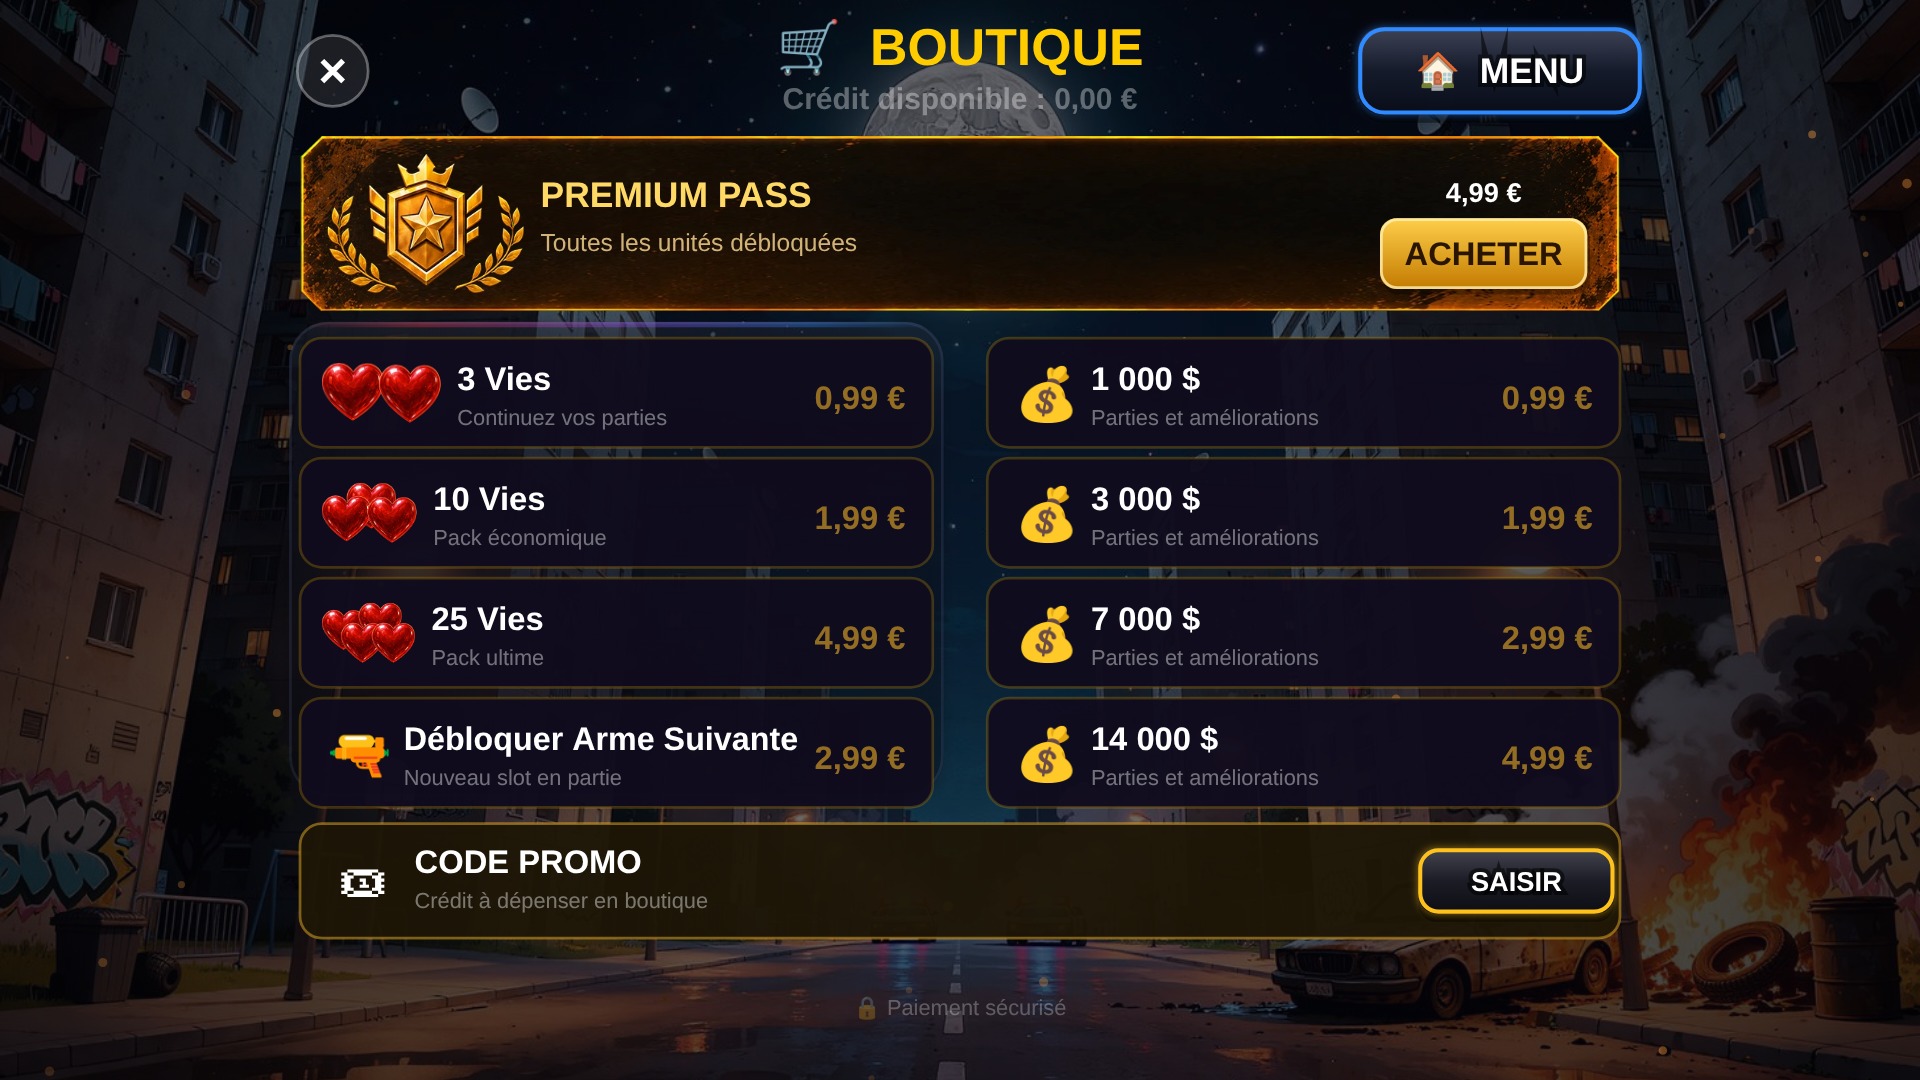 BOUTIQUE
Crédit disponible : 0,00 €
MENU
PREMIUM PASS
Toutes les unités débloquées
4,99 €
ACHETER
3 Vies
Continuez vos parties
0,99 €
10 Vies
Pack économique
1,99 €
25 Vies
Pack ultime
4,99 €
Débloquer Arme Suivante
Nouveau slot en partie
2,99 €
1 000 $
Parties et améliorations
0,99 €
3 000 $
Parties et améliorations
1,99 €
7 000 $
Parties et améliorations
2,99 €
14 000 $
Parties et améliorations
4,99 €
CODE PROMO
Crédit à dépenser en boutique
SAISIR
Paiement sécurisé